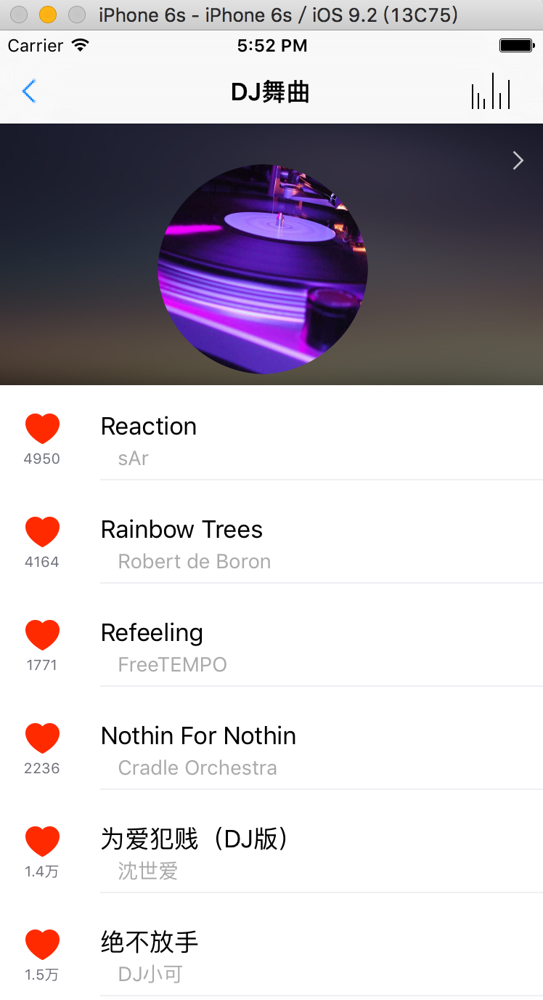 iPhone 6s - iPhone 6s / iOS 9.2 (13C75)
Carrier 5:52 PM
DJ舞曲
Reaction
4950 sAr
Rainbow Trees
4164 Robert de Boron
Refeeling
1771 FreeTEMPO
Nothin For Nothin
2236 Cradle Orchestra
为爱犯贱（DJ版）
1.4万 沈世爱
绝不放手
1.5万 DJ小可